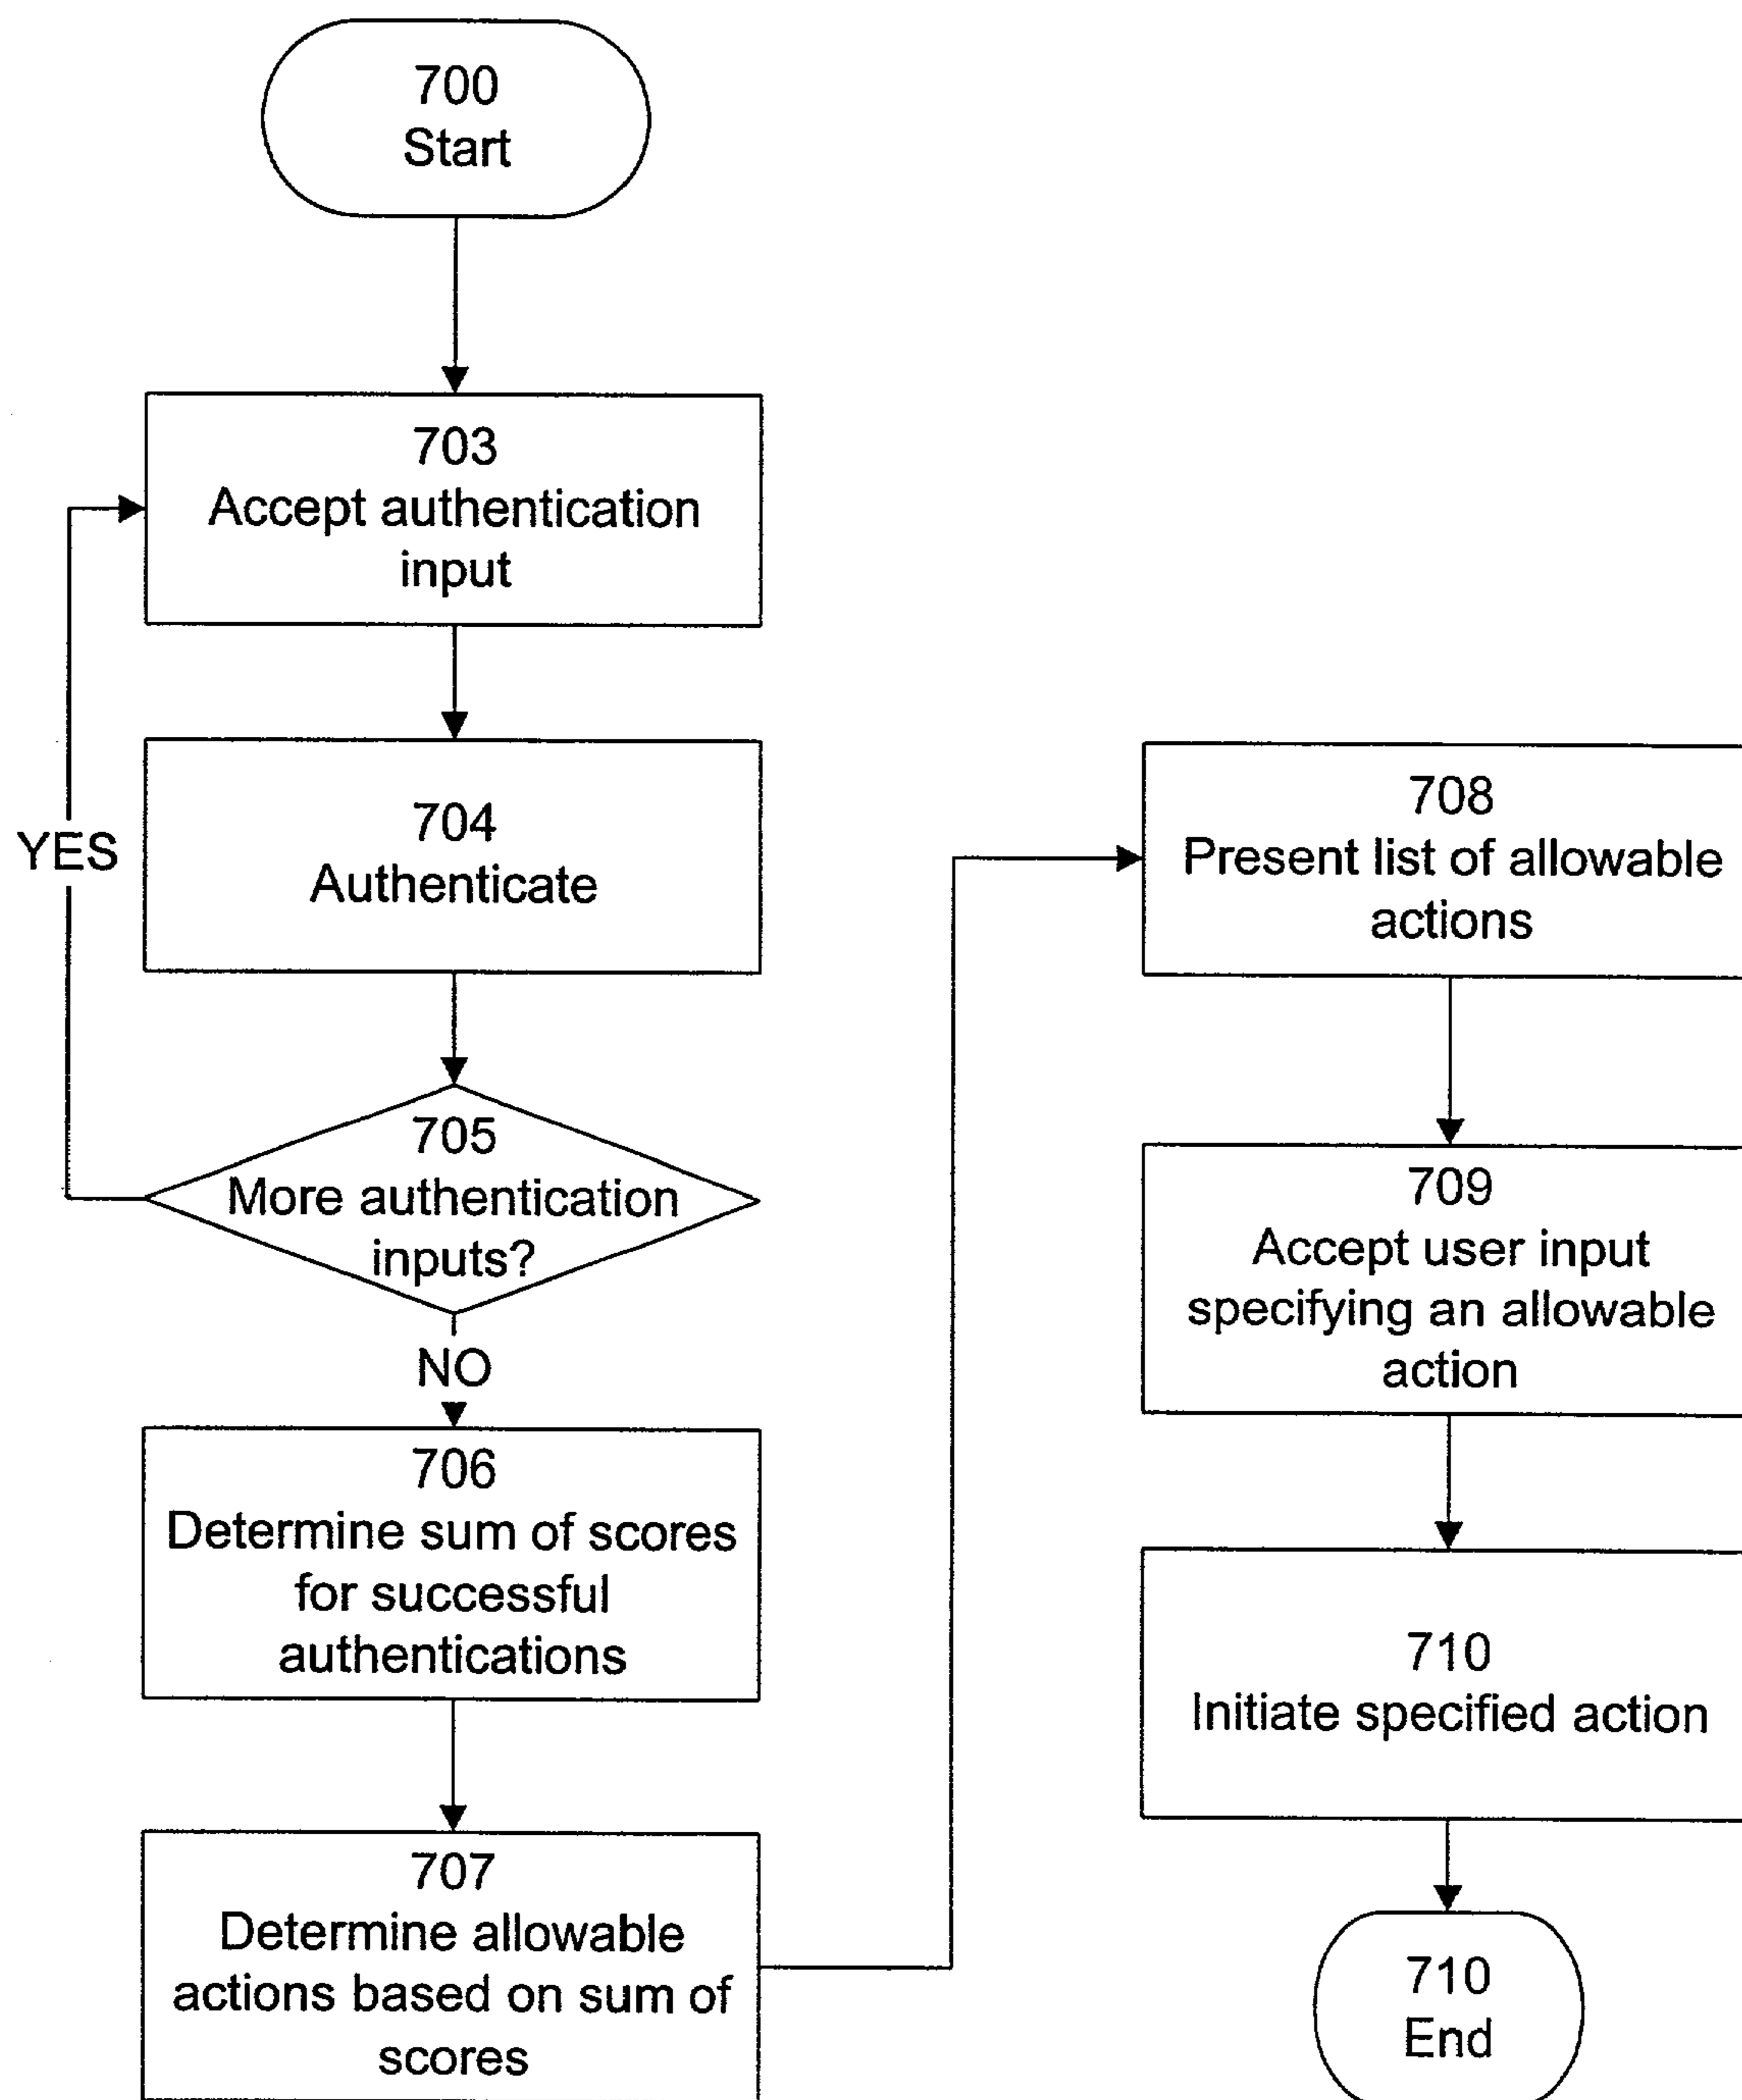 700
Start
703
Accept authentication
input
704
Authenticate
YES
705
More authentication
inputs?
NO
706
Determine sum of scores
for successful
authentications
707
Determine allowable
actions based on sum of
scores
708
Present list of allowable
actions
709
Accept user input
specifying an allowable
action
710
Initiate specified action
710
End